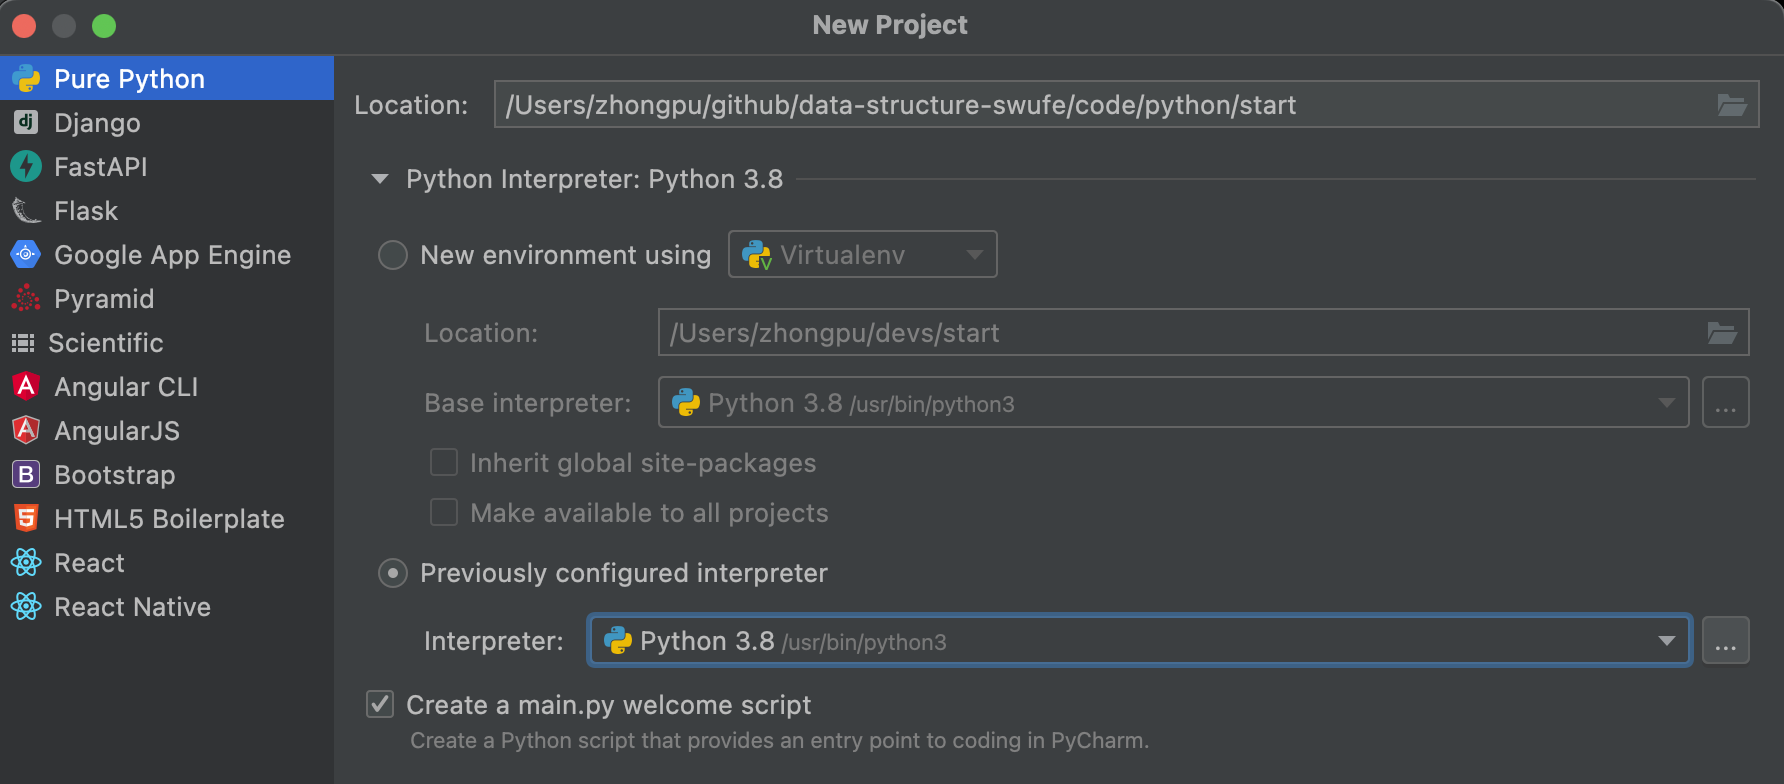 New Project
Pure Python
Django
FastAPI
Flask
Google App Engine
Pyramid
Scientific
Angular CLI
AngularJS
Bootstrap
HTML5 Boilerplate
React
React Native
Location: /Users/zhongpu/github/data-structure-swufe/code/python/start
Python Interpreter: Python 3.8
New environment using Virtualenv
Location: /Users/zhongpu/devs/start
Base interpreter: Python 3.8 /usr/bin/python3 ...
Inherit global site-packages
Make available to all projects
Previously configured interpreter
Interpreter: Python 3.8 /usr/bin/python3 ...
Create a main.py welcome script
Create a Python script that provides an entry point to coding in PyCharm.